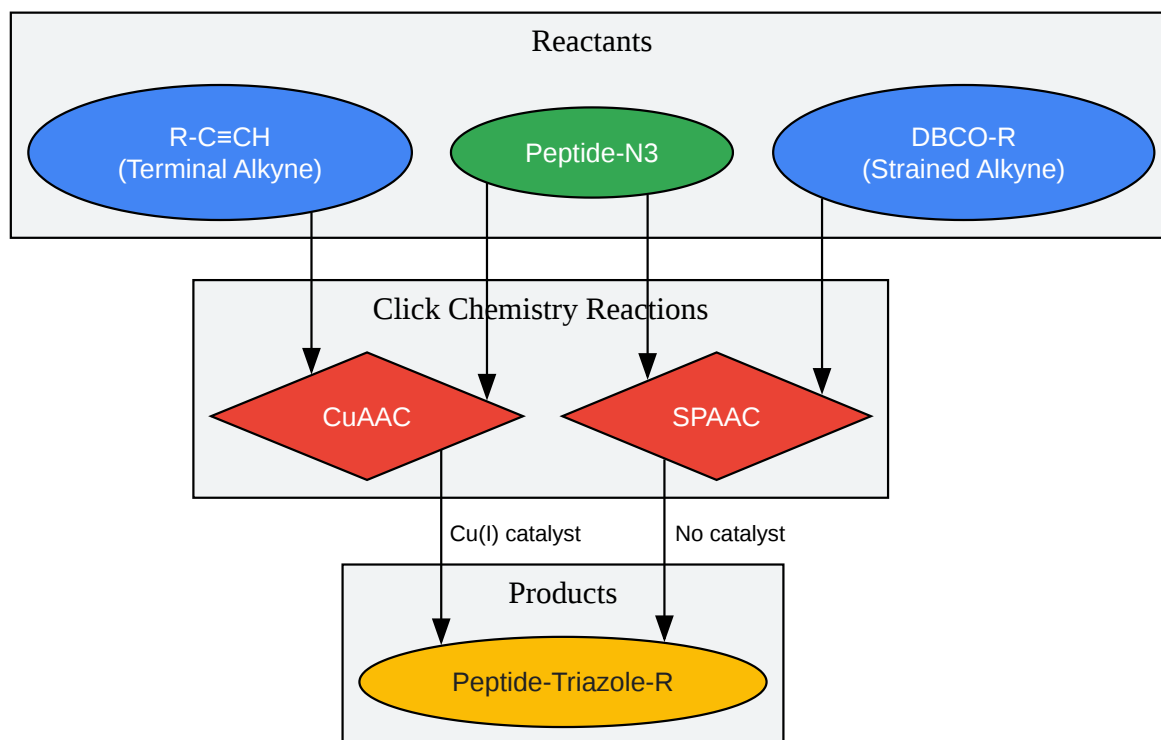 Reactants
R-C≡CH
(Terminal Alkyne)
Peptide-N3
DBCO-R
(Strained Alkyne)
Click Chemistry Reactions
CuAAC
SPAAC
Cu(I) catalyst
No catalyst
Products
Peptide-Triazole-R